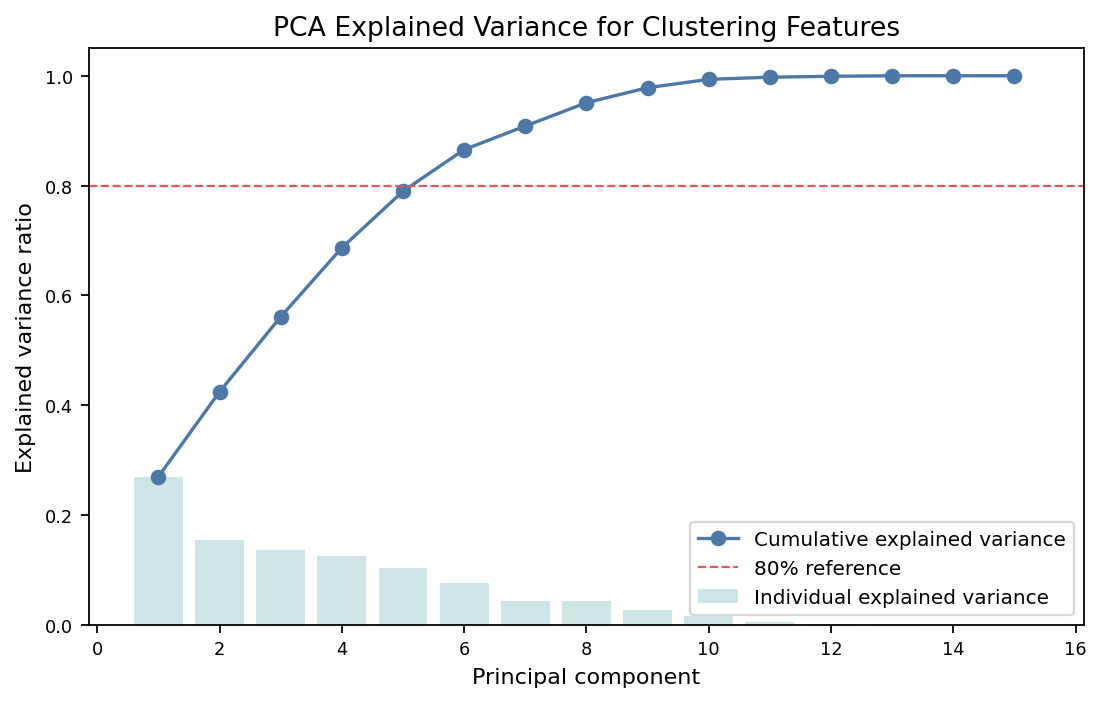 PCA Explained Variance for Clustering Features
Explained variance ratio
1.0
0.8
0.6
0.4
0.2
0.0
Cumulative explained variance
80% reference
Individual explained variance
0 2 4 6 8 10 12 14 16
Principal component